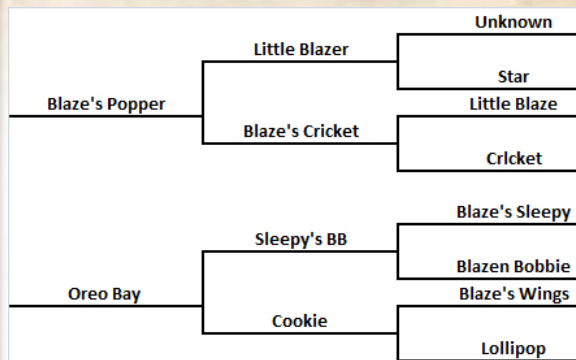 Unknown
Little Blazer
Star
Blaze's Popper
Little Blaze
Blaze's Cricket
Crlcket
Blaze's Sleepy
Sleepy's BB
Blazen Bobbie
Oreo Bay
Blaze's Wings
Cookie
Lollipop